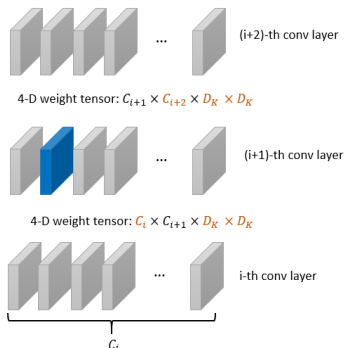 ... (i+2)-th conv layer
4-D weight tensor: C_{i+1} × C_{i+2} × D_K × D_K
... (i+1)-th conv layer
4-D weight tensor: C_i × C_{i+1} × D_K × D_K
... i-th conv layer
C_i